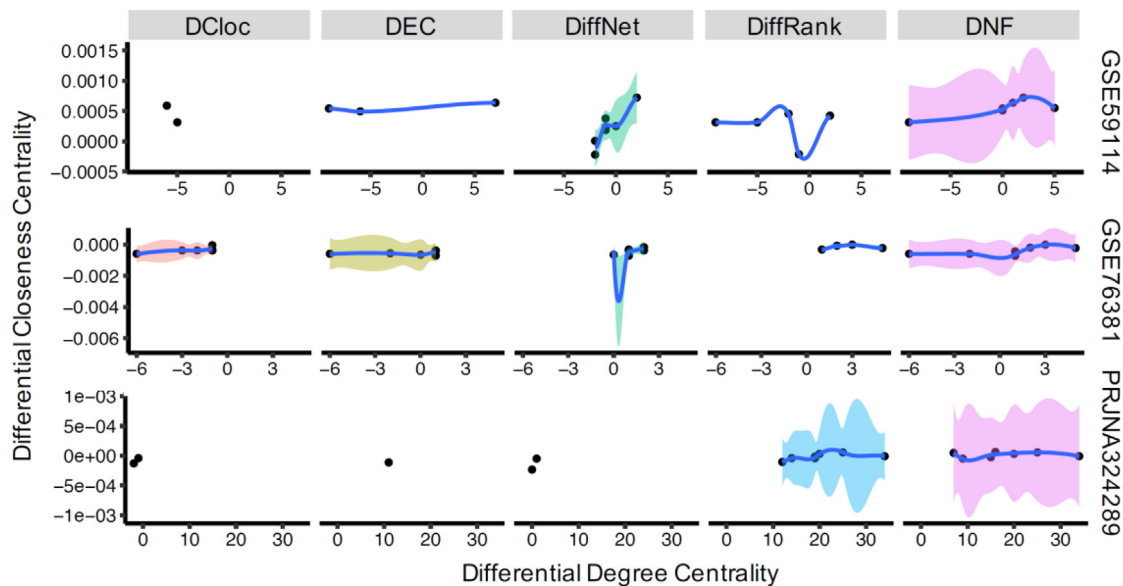 DCloc DEC DiffNet DiffRank DNF
0.0015
0.0010
0.0005
0.0000
−0.0005
−5 0 5 −5 0 5 −5 0 5 −5 0 5 −5 0 5
GSE59114
0.000
−0.002
−0.004
−0.006
−6 −3 0 3 −6 −3 0 3 −6 −3 0 3 −6 −3 0 3 −6 −3 0 3
GSE76381
1e−03
5e−04
0e+00
−5e−04
−1e−03
0 10 20 30 0 10 20 30 0 10 20 30 0 10 20 30 0 10 20 30
PRJNA324289
Differential Closeness Centrality
Differential Degree Centrality